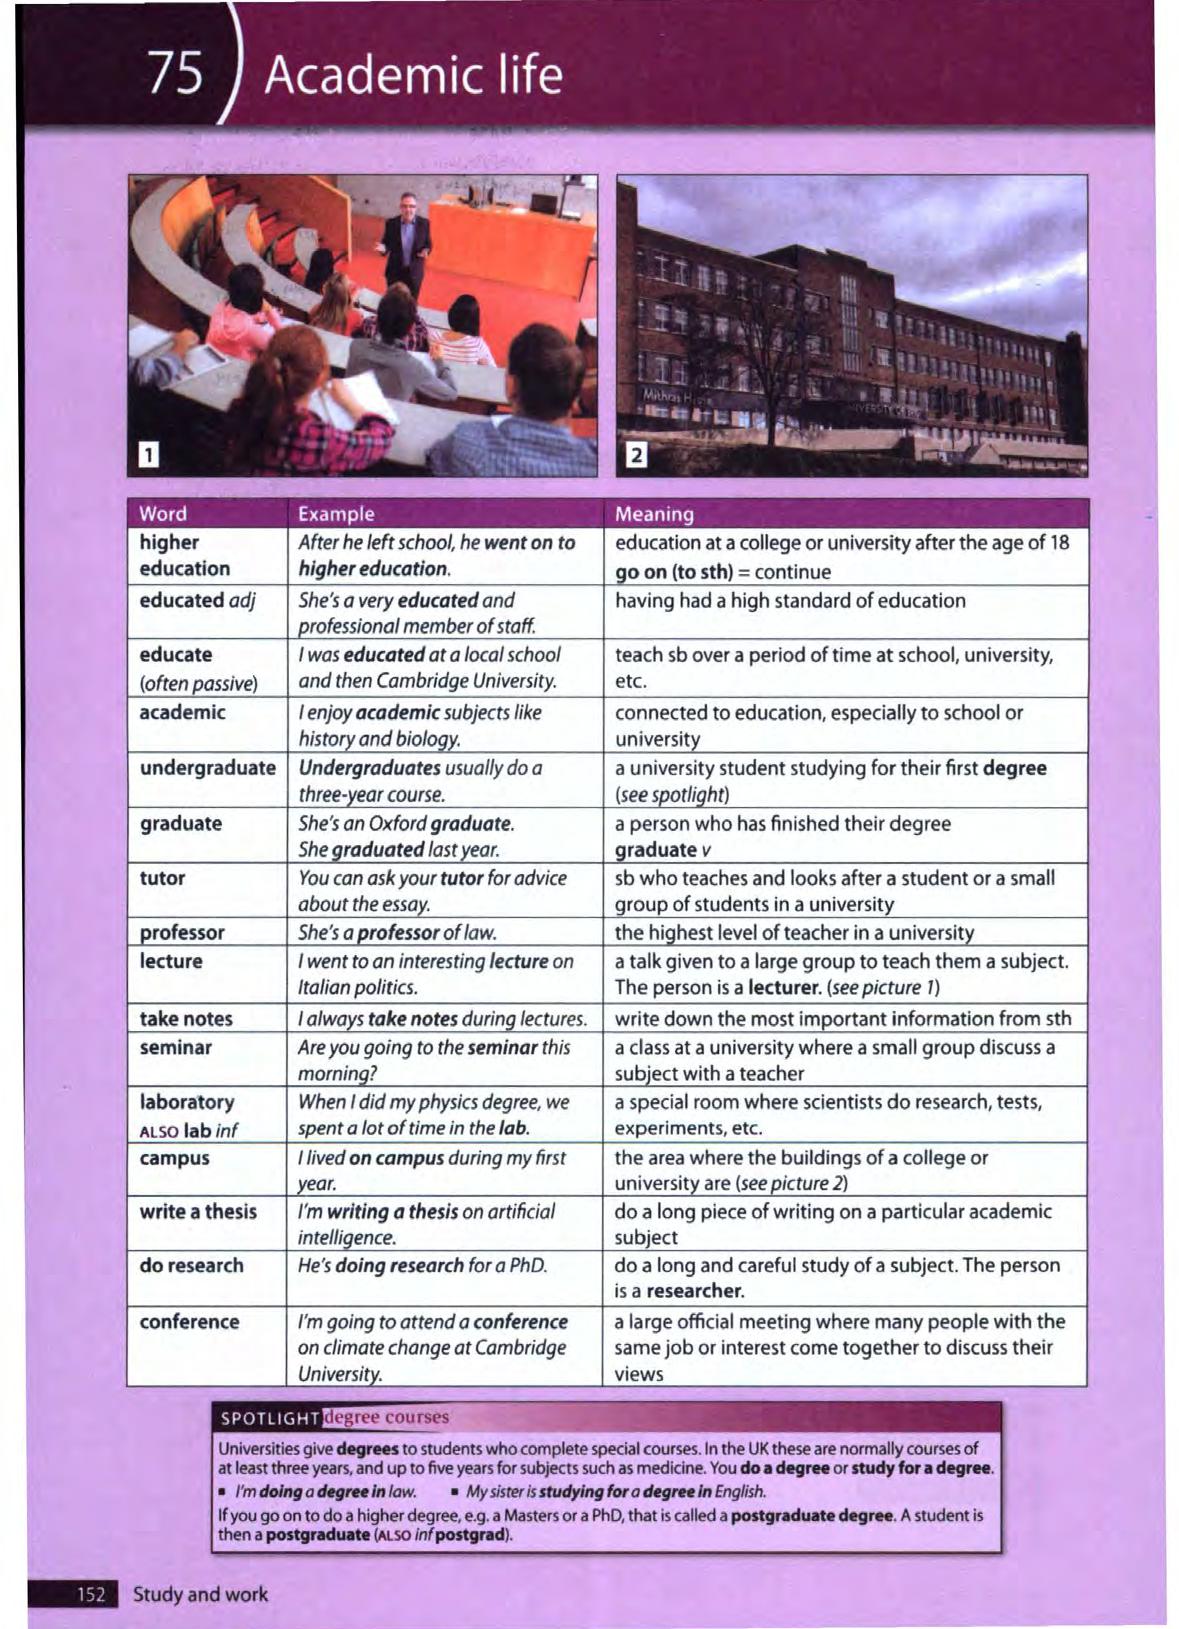 75 Academic life
Mithras H
1
2
Word Example Meaning
higher After he left school, he went on to education at a college or university after the age of 18
education higher education. go on (to sth) = continue
educated adj She's a very educated and having had a high standard of education
professional member of staff.
educate I was educated at a local school teach sb over a period of time at school, university,
(often passive) and then Cambridge University. etc.
academic I enjoy academic subjects like connected to education, especially to school or
history and biology. university
undergraduate Undergraduates usually do a a university student studying for their first degree
three-year course. (see spotlight)
graduate She's an Oxford graduate. a person who has finished their degree
She graduated last year. graduate v
tutor You can ask your tutor for advice sb who teaches and looks after a student or a small
about the essay. group of students in a university
professor She's a professor of law. the highest level of teacher in a university
lecture I went to an interesting lecture on a talk given to a large group to teach them a subject.
Italian politics. The person is a lecturer. (see picture 1)
take notes I always take notes during lectures. write down the most important information from sth
seminar Are you going to the seminar this a class at a university where a small group discuss a
morning? subject with a teacher
laboratory When I did my physics degree, we a special room where scientists do research, tests,
ALSO lab inf spent a lot of time in the lab. experiments, etc.
campus I lived on campus during my first the area where the buildings of a college or
year. university are (see picture 2)
write a thesis I'm writing a thesis on artificial do a long piece of writing on a particular academic
intelligence. subject
do research He's doing research for a PhD. do a long and careful study of a subject. The person
is a researcher.
conference I'm going to attend a conference a large official meeting where many people with the
on climate change at Cambridge same job or interest come together to discuss their
University. views
SPOTLIGHT degree courses
Universities give degrees to students who complete special courses. In the UK these are normally courses of
at least three years, and up to five years for subjects such as medicine. You do a degree or study for a degree.
▪ I'm doing a degree in law. ▪ My sister is studying for a degree in English.
If you go on to do a higher degree, e.g. a Masters or a PhD, that is called a postgraduate degree. A student is
then a postgraduate (ALSO inf postgrad).
152 Study and work